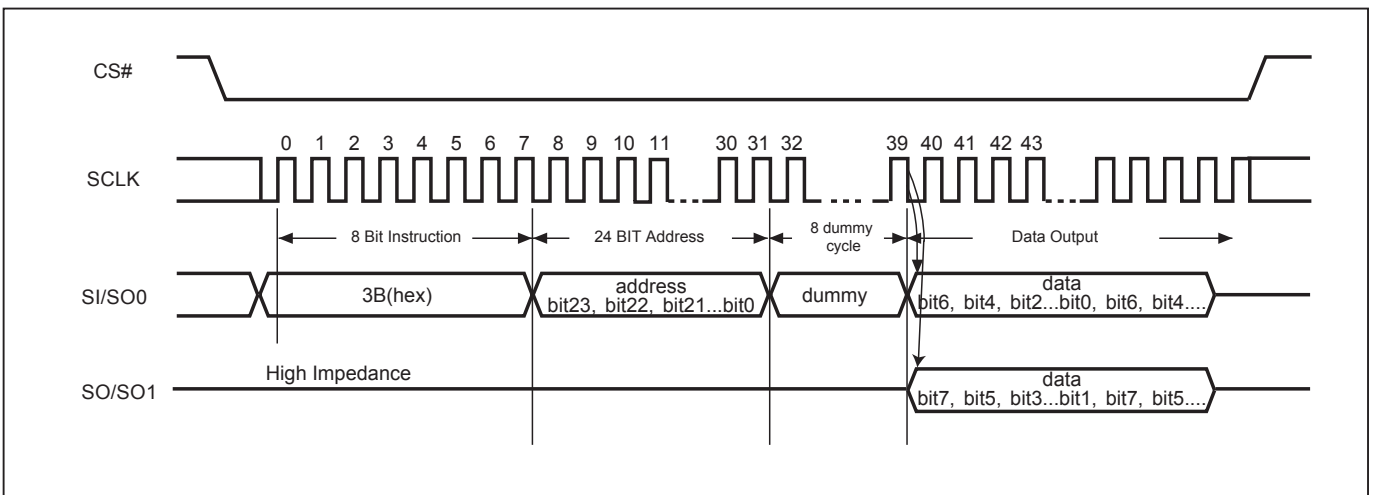 CS#
0 1 2 3 4 5 6 7 8 9 10 11 30 31 32 39 40 41 42 43
SCLK
8 Bit Instruction 24 BIT Address 8 dummy
cycle Data Output
SI/SO0 3B(hex) address
bit23, bit22, bit21...bit0 dummy data
bit6, bit4, bit2...bit0, bit6, bit4....
High Impedance
SO/SO1 data
bit7, bit5, bit3...bit1, bit7, bit5....